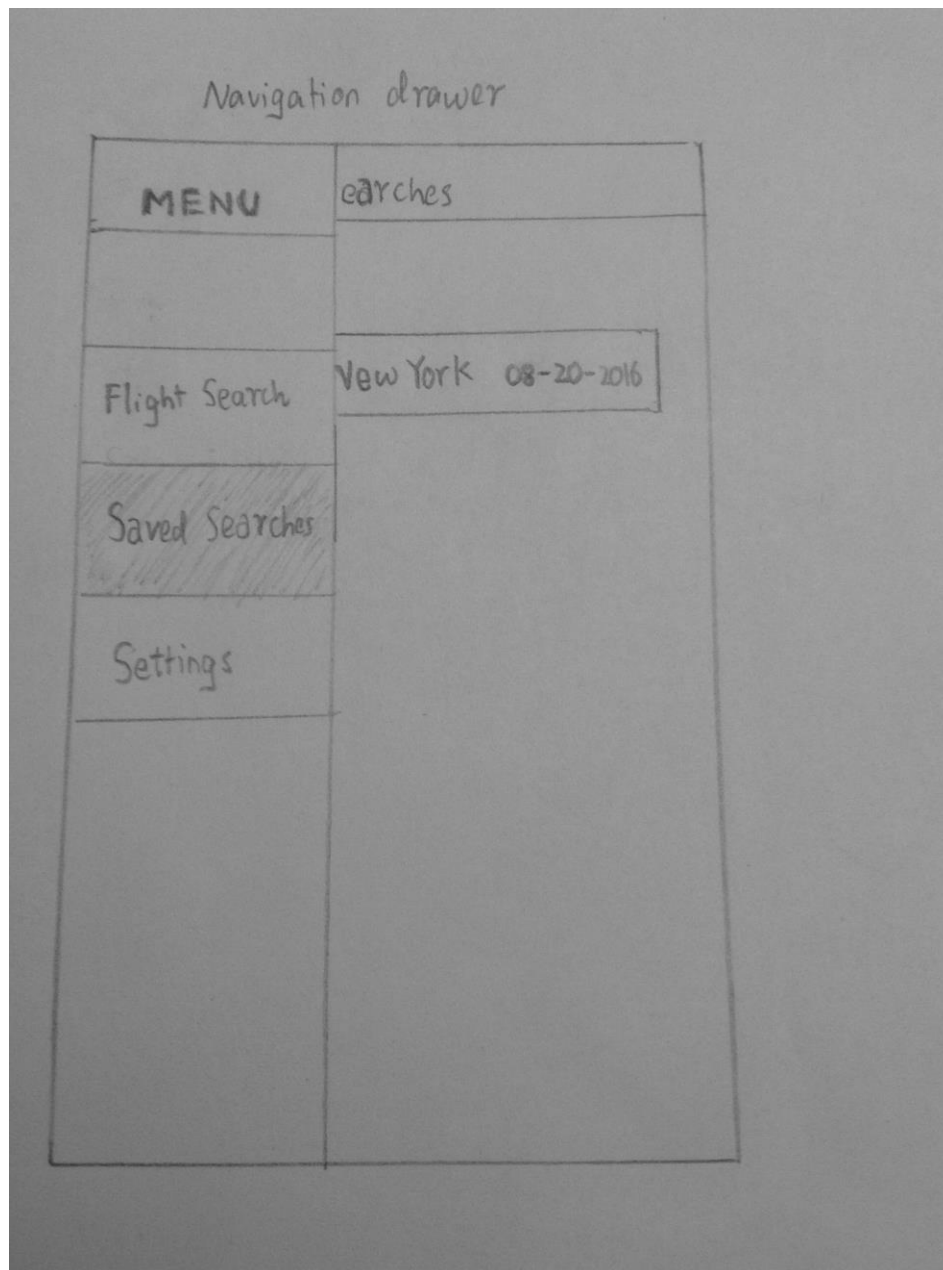 Navigation drawer
MENU
earches
Flight Search
New York 08-20-2016
Saved Searches
Settings